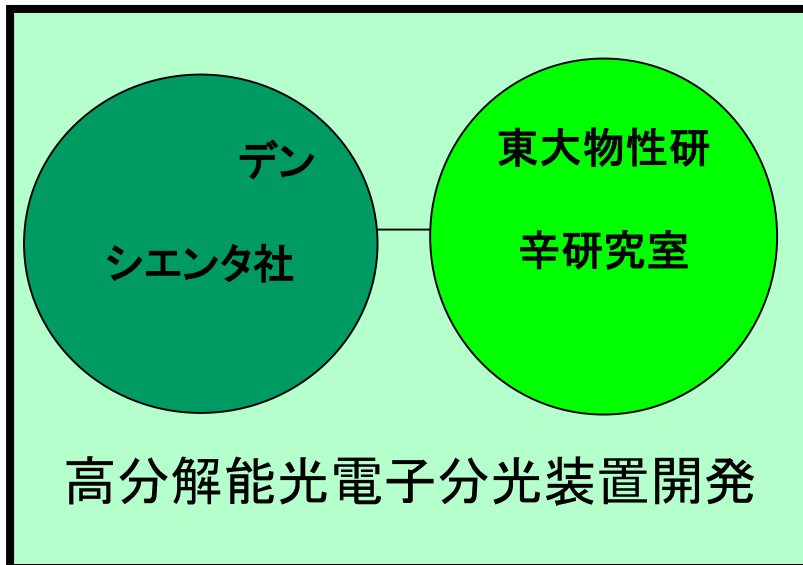 デン
シエンタ社
東大物性研
辛研究室
高分解能光電子分光装置開発